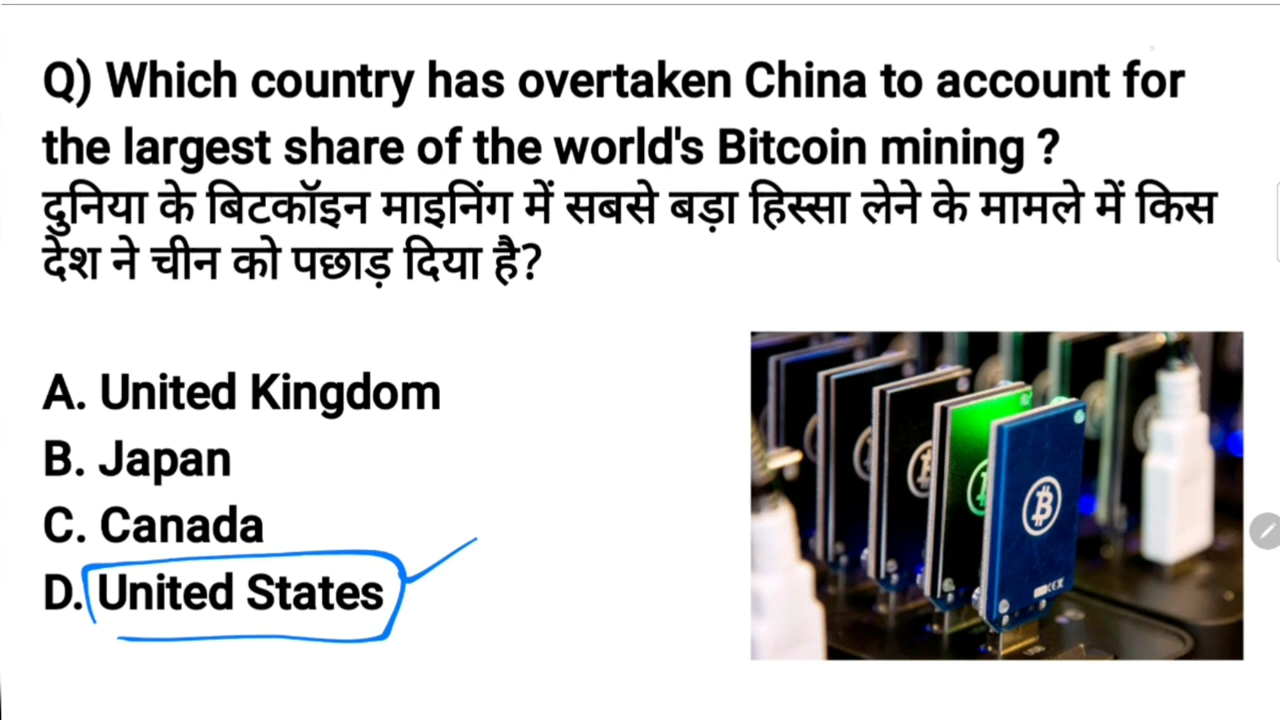 Q) Which country has overtaken China to account for
the largest share of the world's Bitcoin mining ?
दुनिया के बिटकॉइन माइनिंग में सबसे बड़ा हिस्सा लेने के मामले में किस
देश ने चीन को पछाड़ दिया है?
A. United Kingdom
B. Japan
C. Canada
D. United States